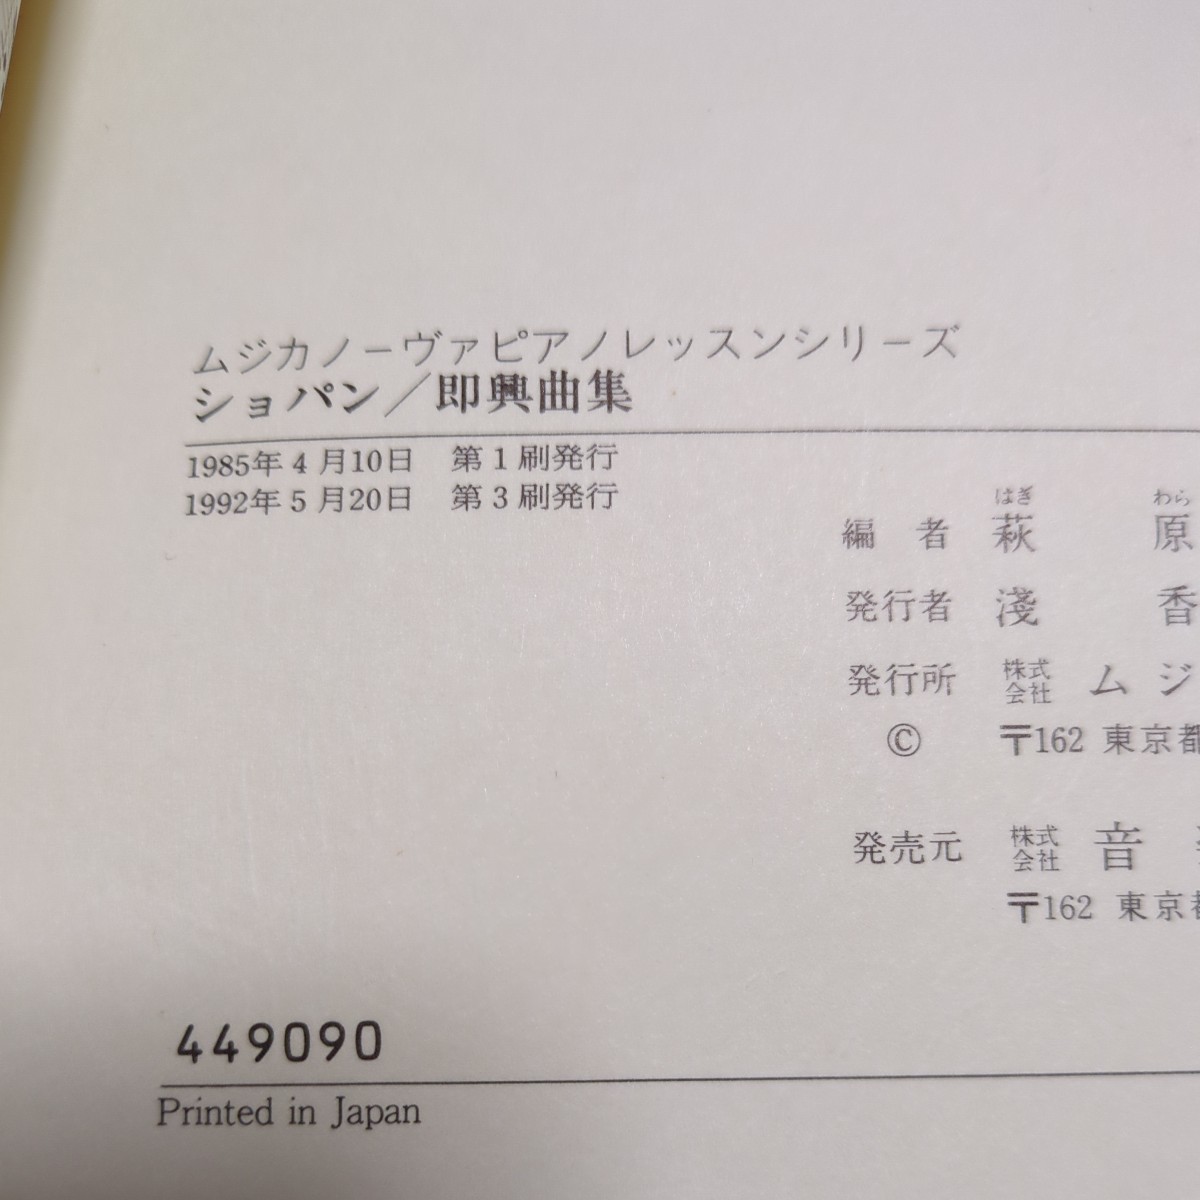 ムジカノーヴァピアノレッスンシリーズ
ショパン／即興曲集
1985年4月10日 第1刷発行
1992年5月20日 第3刷発行
はぎ わら
編者 萩原
発行者 淺香
発行所 株式会社 ムジ
© 〒162 東京都
発売元 株式会社 音
〒162 東京都
449090
Printed in Japan